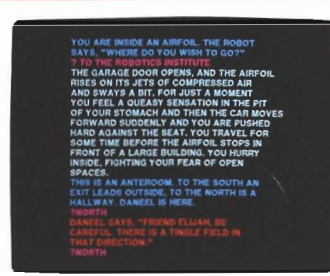 YOU ARE INSIDE AN AIRFOIL. THE ROBOT
SAYS, "WHERE DO YOU WISH TO GO?"
? TO THE ROBOTICS INSTITUTE
THE GARAGE DOOR OPENS, AND THE AIRFOIL
RISES ON ITS JETS OF COMPRESSED AIR
AND SWAYS A BIT. FOR JUST A MOMENT
YOU FEEL A QUEASY SENSATION IN THE PIT
OF YOUR STOMACH AND THEN THE CAR MOVES
FORWARD SUDDENLY AND YOU ARE PUSHED
HARD AGAINST THE SEAT. YOU TRAVEL FOR
SOME TIME BEFORE THE AIRFOIL STOPS IN
FRONT OF A LARGE BUILDING. YOU HURRY
INSIDE, FIGHTING YOUR FEAR OF OPEN
SPACES.
THIS IS AN ANTEROOM. TO THE SOUTH AN
EXIT LEADS OUTSIDE, TO THE NORTH IS A
HALLWAY. DANEEL IS HERE.
?NORTH
DANEEL SAYS, "FRIEND ELIJAH, BE
CAREFUL. THERE IS A TINGLE FIELD IN
THAT DIRECTION."
?NORTH